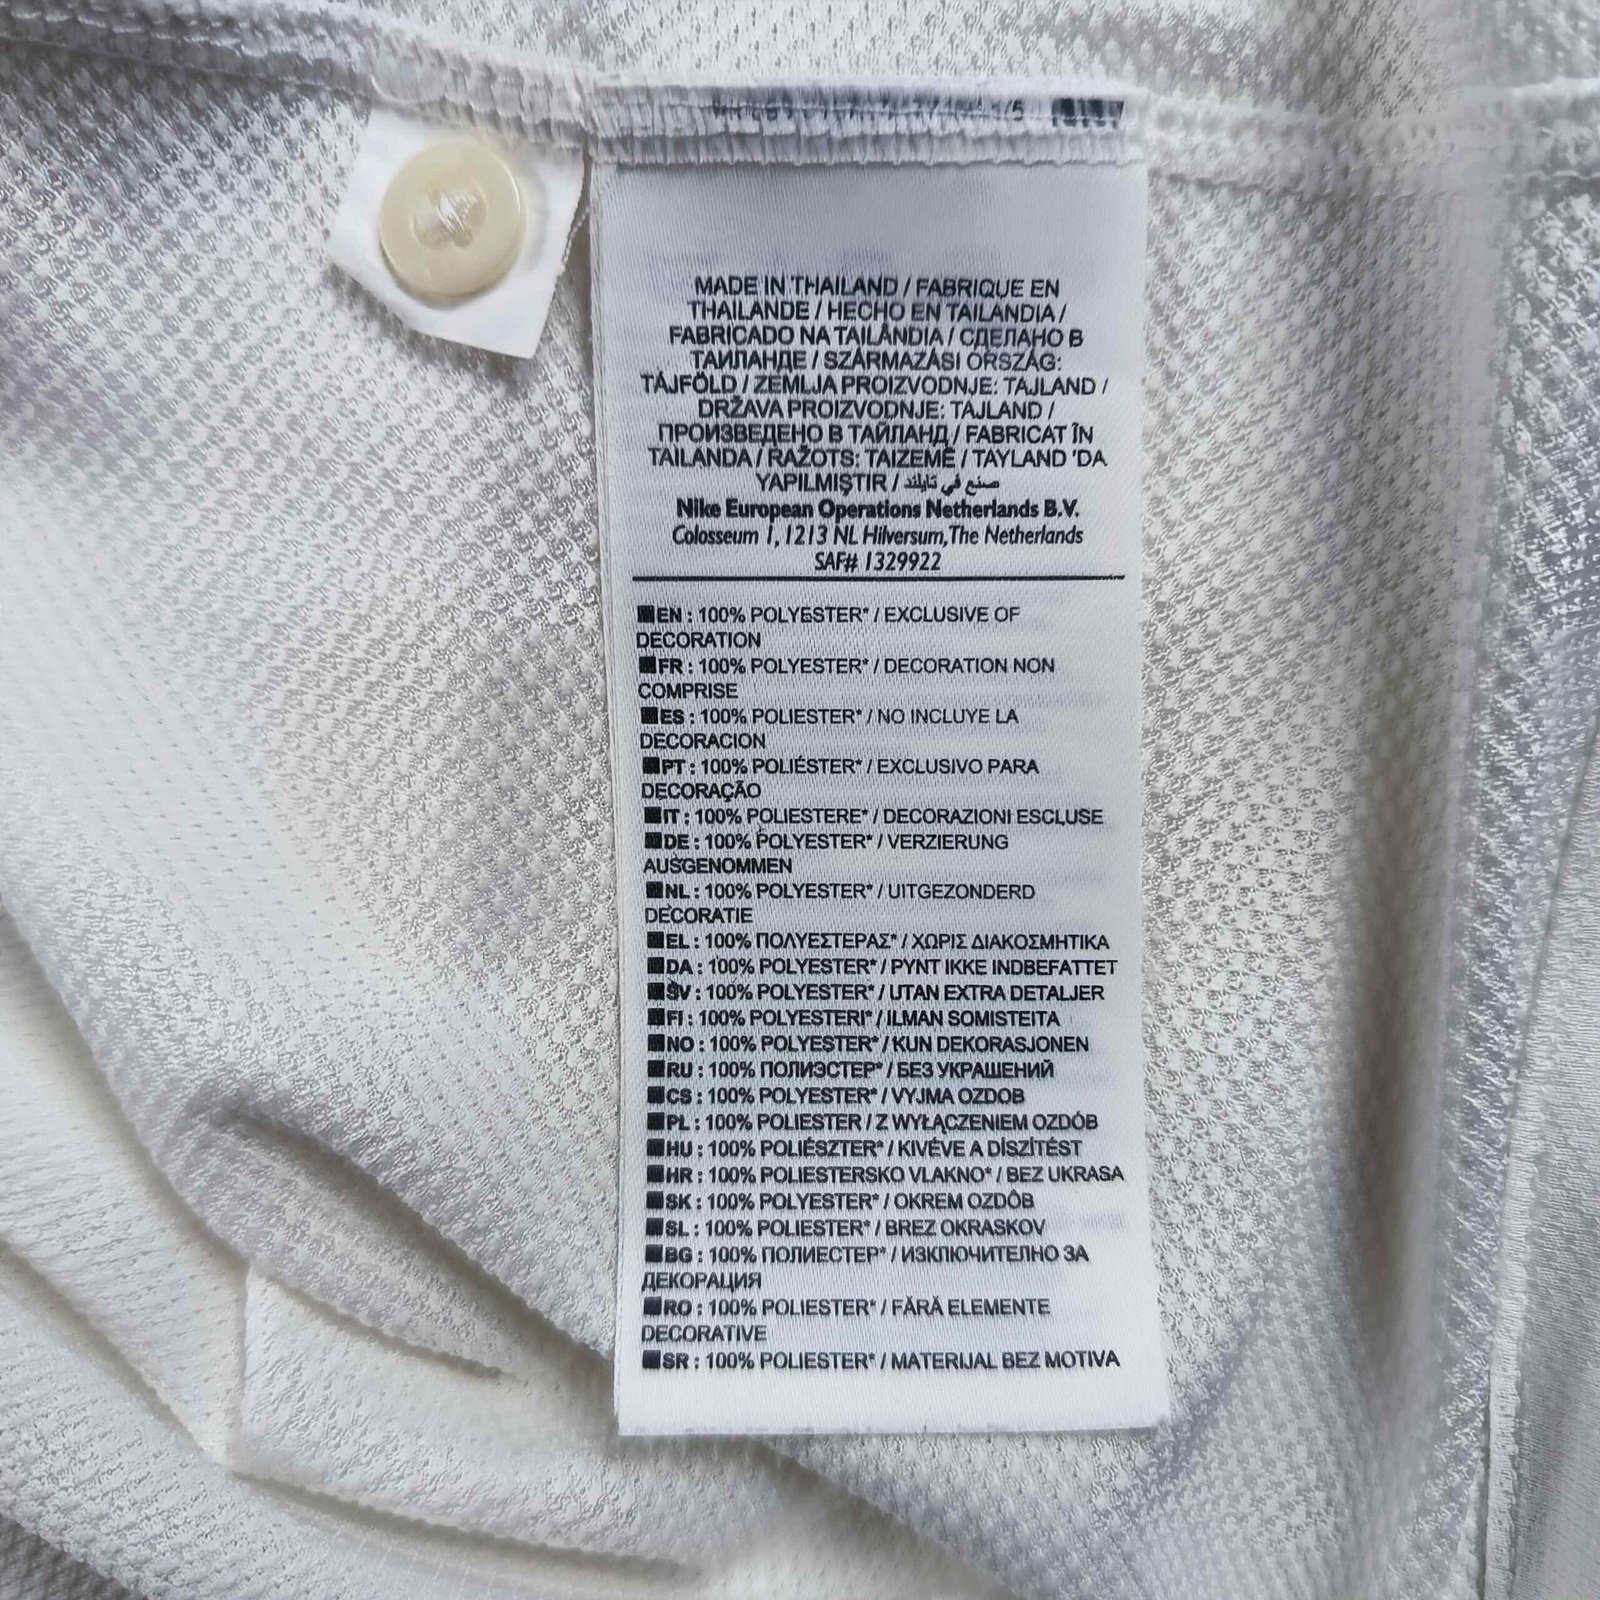 MADE IN THAILAND / FABRIQUE EN
THAILANDE / HECHO EN TAILANDIA /
FABRICADO NA TAILÂNDIA / СДЕЛАНО В
ТАИЛАНДЕ / SZÁRMAZÁSI ORSZÁG:
TÁJFÖLD / ZEMLJA PROIZVODNJE: TAJLAND /
DRŽAVA PROIZVODNJE: TAJLAND /
ПРОИЗВЕДЕНО В ТАЙЛАНД / FABRICAT ÎN
TAILANDA / RAŽOTS: TAIZEMĒ / TAYLAND 'DA
YAPILMIŞTIR / صنع في تايلند
Nike European Operations Netherlands B.V.
Colosseum 1, 1213 NL Hilversum, The Netherlands
SAF# 1329922
EN : 100% POLYESTER* / EXCLUSIVE OF
DECORATION
FR : 100% POLYESTER* / DECORATION NON
COMPRISE
ES : 100% POLIESTER* / NO INCLUYE LA
DECORACION
PT : 100% POLIÉSTER* / EXCLUSIVO PARA
DECORAÇÃO
IT : 100% POLIESTERE* / DECORAZIONI ESCLUSE
DE : 100% POLYESTER* / VERZIERUNG
AUSGENOMMEN
NL : 100% POLYESTER* / UITGEZONDERD
DECORATIE
EL : 100% ΠΟΛΥΕΣΤΕΡΑΣ* / ΧΩΡΙΣ ΔΙΑΚΟΣΜΗΤΙΚΑ
DA : 100% POLYESTER* / PYNT IKKE INDBEFATTET
SV : 100% POLYESTER* / UTAN EXTRA DETALJER
FI : 100% POLYESTERI* / ILMAN SOMISTEITA
NO : 100% POLYESTER* / KUN DEKORASJONEN
RU : 100% ПОЛИЭСТЕР* / БЕЗ УКРАШЕНИЙ
CS : 100% POLYESTER* / VYJMA OZDOB
PL : 100% POLIESTER / Z WYŁĄCZENIEM OZDÓB
HU : 100% POLIÉSZTER* / KIVÉVE A DÍSZÍTÉST
HR : 100% POLIESTERSKO VLAKNO* / BEZ UKRASA
SK : 100% POLYESTER* / OKREM OZDÔB
SL : 100% POLIESTER* / BREZ OKRASKOV
BG : 100% ПОЛИЕСТЕР* / ИЗКЛЮЧИТЕЛНО ЗА
ДЕКОРАЦИЯ
RO : 100% POLIESTER* / FĂRĂ ELEMENTE
DECORATIVE
SR : 100% POLIESTER* / MATERIJAL BEZ MOTIVA